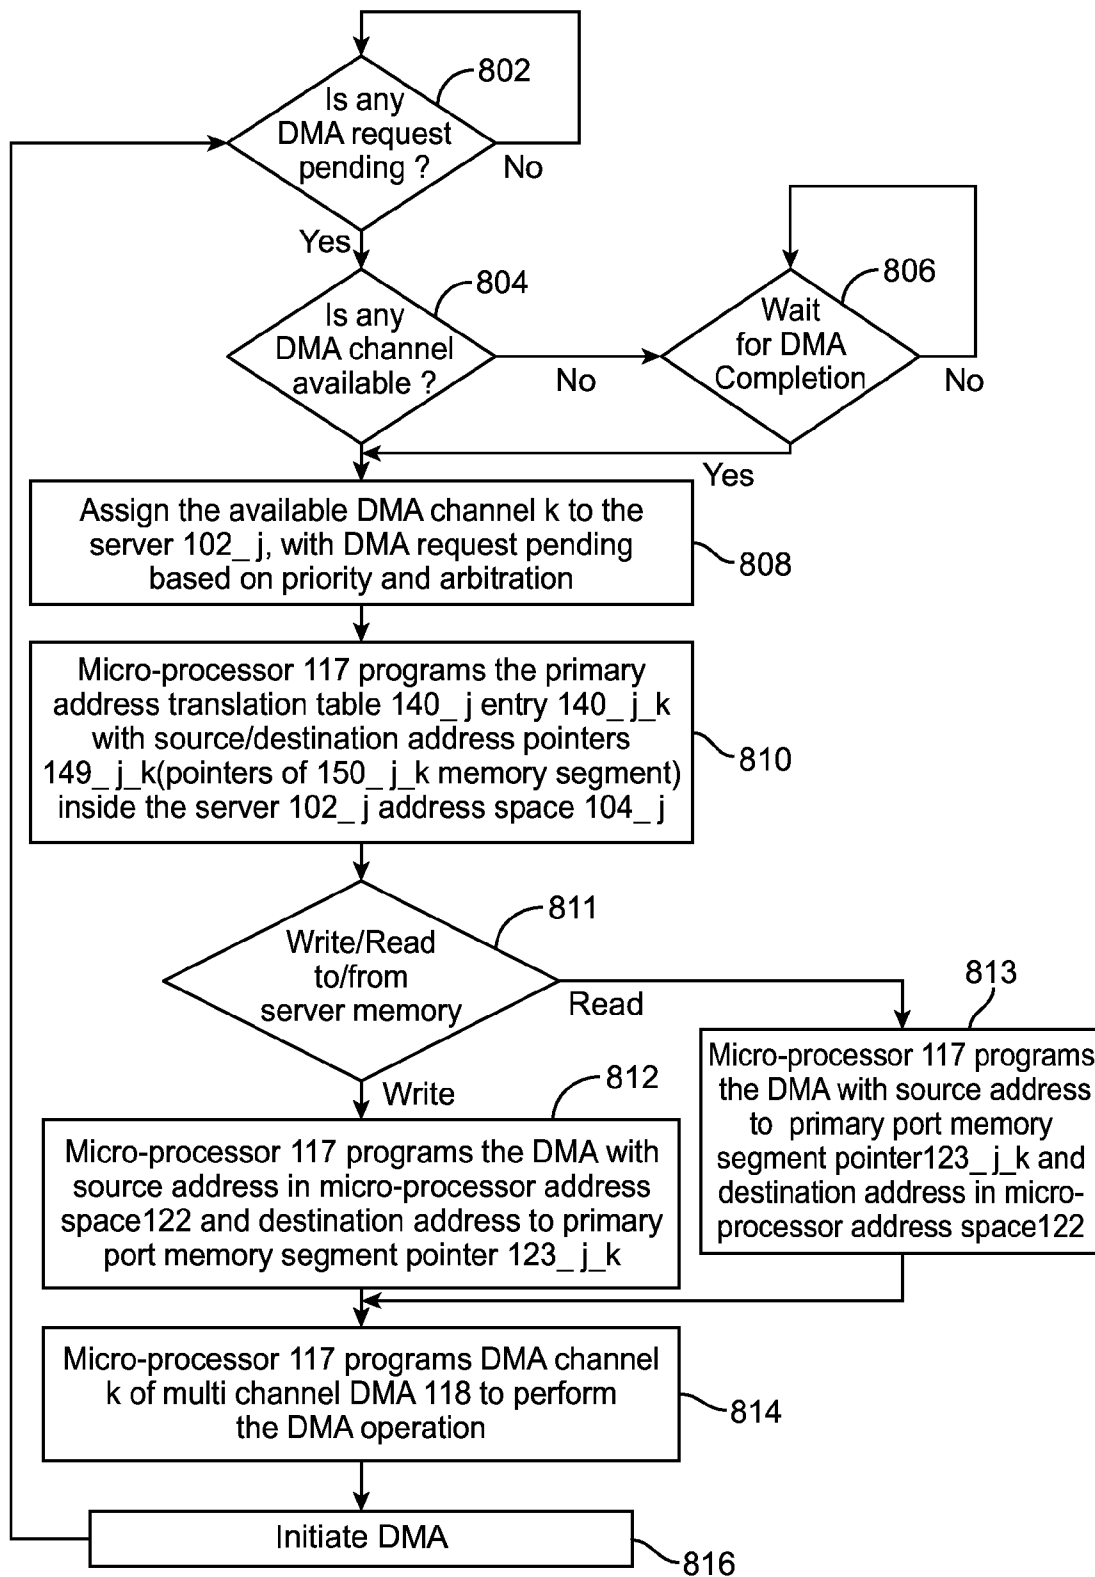 802
Is any
DMA request
pending ?
No
Yes
804
Is any
DMA channel
available ?
No
806
Wait
for DMA
Completion
No
Yes
Assign the available DMA channel k to the
server 102_ j, with DMA request pending
based on priority and arbitration
808
Micro-processor 117 programs the primary
address translation table 140_ j entry 140_ j_k
with source/destination address pointers
149_ j_k(pointers of 150_ j_k memory segment)
inside the server 102_ j address space 104_ j
810
811
Write/Read
to/from
server memory
Read
Write
813
Micro-processor 117 programs
the DMA with source address
to primary port memory
segment pointer123_ j_k and
destination address in micro-
processor address space122
812
Micro-processor 117 programs the DMA with
source address in micro-processor address
space122 and destination address to primary
port memory segment pointer 123_ j_k
Micro-processor 117 programs DMA channel
k of multi channel DMA 118 to perform
the DMA operation
814
Initiate DMA
816